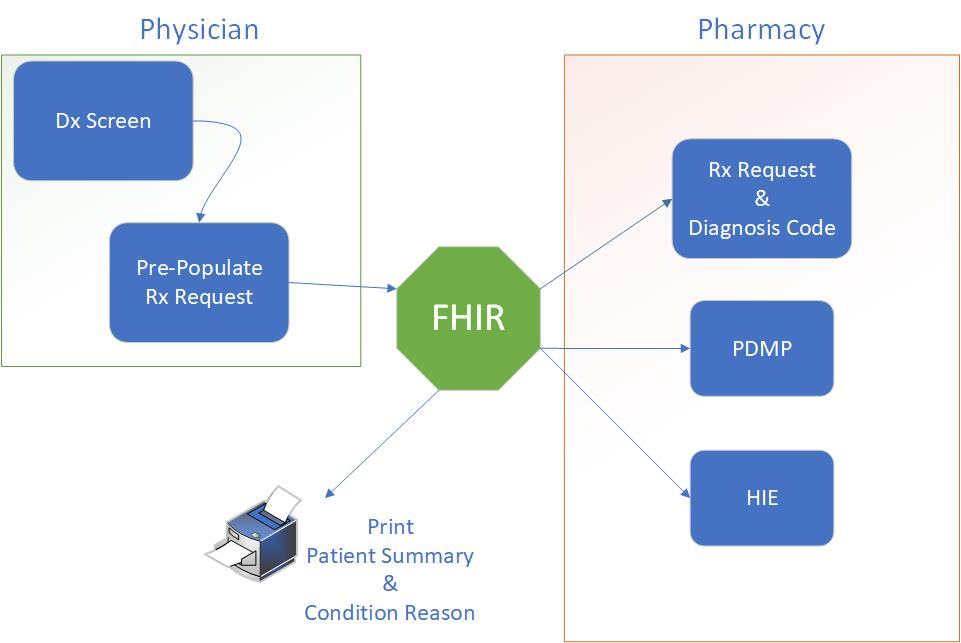 Physician
Pharmacy
Dx Screen
Pre-Populate
Rx Request
FHIR
Rx Request
&
Diagnosis Code
PDMP
HIE
Print
Patient Summary
&
Condition Reason